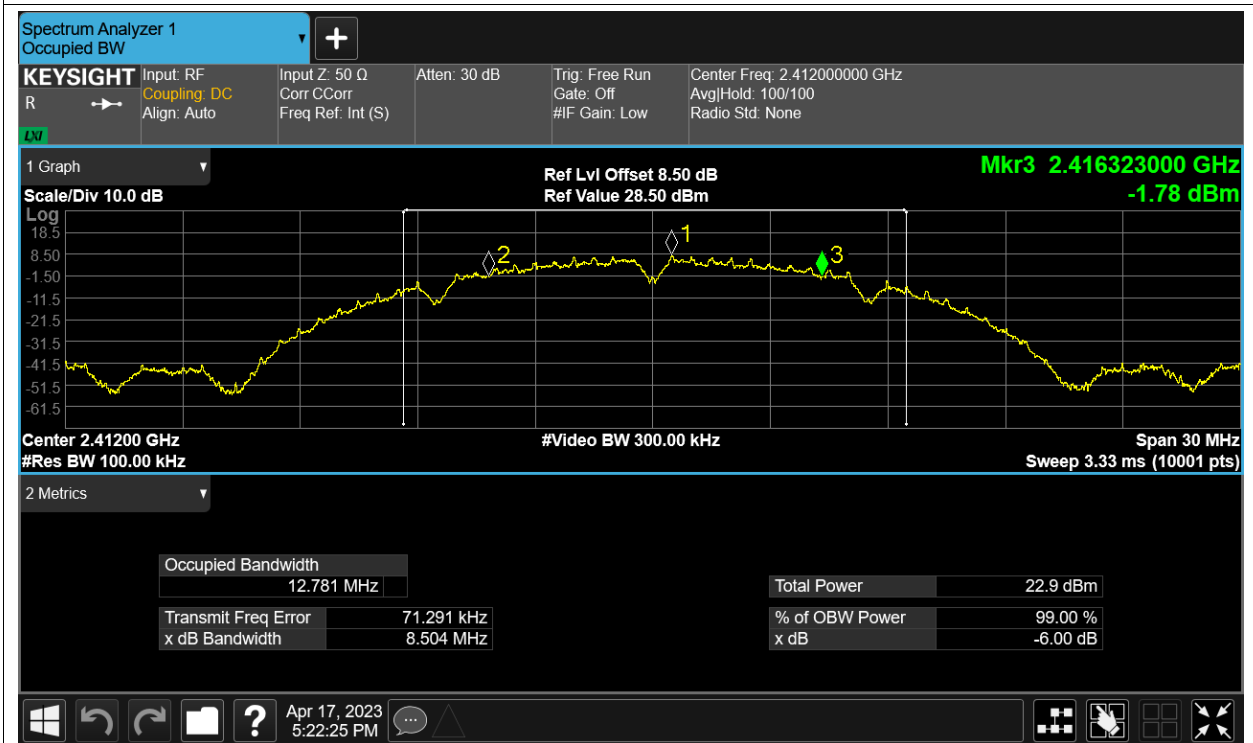 Spectrum Analyzer 1
Occupied BW
+
KEYSIGHT
R
LXI
Input: RF
Coupling: DC
Align: Auto
Input Z: 50 Ω
Corr CCorr
Freq Ref: Int (S)
Atten: 30 dB
Trig: Free Run
Gate: Off
#IF Gain: Low
Center Freq: 2.412000000 GHz
Avg|Hold: 100/100
Radio Std: None
1 Graph
Scale/Div 10.0 dB
Ref Lvl Offset 8.50 dB
Ref Value 28.50 dBm
Mkr3 2.416323000 GHz
-1.78 dBm
Log
18.5
8.50
-1.50
-11.5
-21.5
-31.5
-41.5
-51.5
-61.5
2
1
3
Center 2.41200 GHz
#Res BW 100.00 kHz
#Video BW 300.00 kHz
Span 30 MHz
Sweep 3.33 ms (10001 pts)
2 Metrics
Occupied Bandwidth
12.781 MHz
Transmit Freq Error 71.291 kHz
x dB Bandwidth 8.504 MHz
Total Power 22.9 dBm
% of OBW Power 99.00 %
x dB -6.00 dB
?
Apr 17, 2023
5:22:25 PM